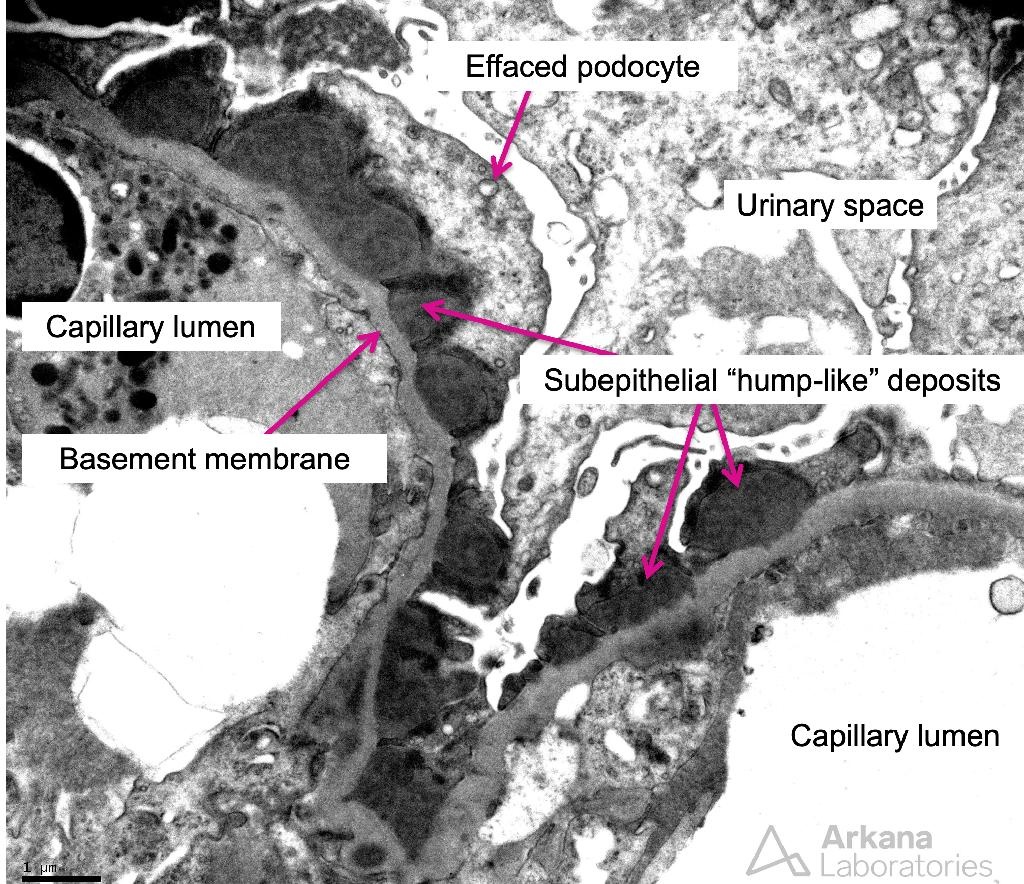 Effaced podocyte
Urinary space
Capillary lumen
Subepithelial “hump-like” deposits
Basement membrane
Capillary lumen
Arkana
Laboratories
1 µm